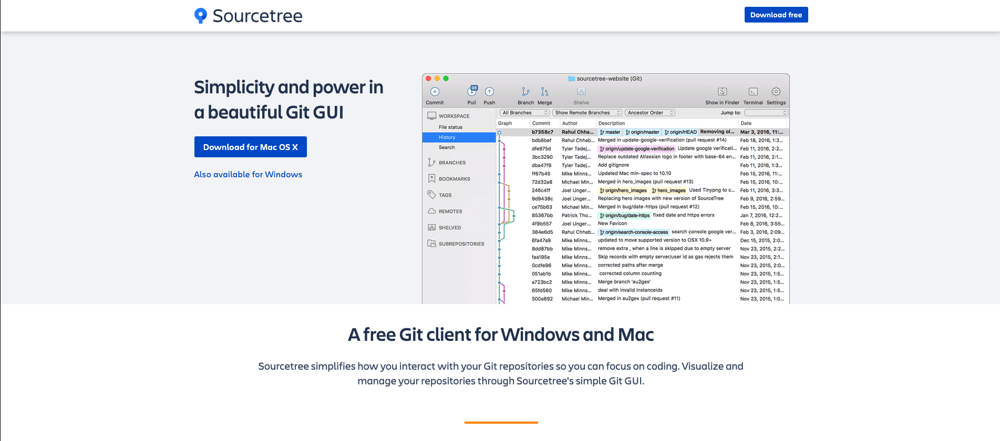 Sourcetree
Download free
Simplicity and power in
a beautiful Git GUI
Download for Mac OS X
Also available for Windows
sourcetree-website (Git)
98
Commit Pull Push Branch Merge Shelve Show in Finder Terminal Settings
WORKSPACE
File status
History
Search
BRANCHES
BOOKMARKS
TAGS
REMOTES
SHELVED
SUBREPOSITORIES
All Branches Show Remote Branches Ancestor Order Jump to:
Graph Commit Author Description Date
b7358c7 Rahul Chha... master origin/master origin/HEAD Removing ol... Mar 3, 2016, 11:...
bdb8bef Rahul Chhab... Merged in update-google-verification (pull request #14) Feb 18, 2016, 1:3...
dfe975d Tyler Tadej... origin/update-google-verification Update google verificati... Feb 11, 2016, 2:2...
3bc3290 Tyler Tadej... Replace outdated Atlassian logo in footer with base-64 en... Feb 11, 2016, 2:1...
dba47f9 Tyler Tadej... Add gitignore Feb 11, 2016, 1:3...
ff67b45 Mike Minns... Updated Mac min-spec to 10.10 Feb 15, 2016, 11:...
72d32a8 Michael Min... Merged in hero_images (pull request #13) Feb 15, 2016, 10:...
246c4ff Joel Unger... origin/hero_images hero_images Used Tinypng to c... Feb 11, 2016, 3:3...
9d9438c Joel Unger... Replacing hero images with new version of SourceTree Feb 9, 2016, 2:59...
ce75b63 Michael Min... Merged in bug/date-https (pull request #12) Feb 15, 2016, 10:...
85367bb Patrick Tho... origin/bug/date-https fixed date and https errors Jan 7, 2016, 12:2...
4f9b557 Joel Unger... New Favicon Feb 8, 2016, 3:55...
384e6d5 Rahul Chhab... origin/search-console-access search console google ver... Feb 3, 2016, 2:09...
6fa47a9 Mike Minns... updated to move supported version to OSX 10.9+ Dec 15, 2015, 2:0...
8dd87bb Mike Minns... remove extra , when a line is skipped due to empty server Nov 23, 2015, 2:2...
faa195e Mike Minns... Skip records with empty server/user id as gas rejects them Nov 23, 2015, 2:1...
0cdfe96 Mike Minns... corrected paths after merge Nov 23, 2015, 2:0...
051ab1b Mike Minns... corrected column counting Nov 23, 2015, 1:5...
a723bc2 Mike Minns... Merge branch 'au2gex' Nov 23, 2015, 1:5...
65fd580 Mike Minns... deal with invalid instanceids Nov 23, 2015, 1:5...
500a892 Michael Min... Merged in au2gex (pull request #11) Nov 23, 2015, 1:0...
A free Git client for Windows and Mac
Sourcetree simplifies how you interact with your Git repositories so you can focus on coding. Visualize and
manage your repositories through Sourcetree's simple Git GUI.